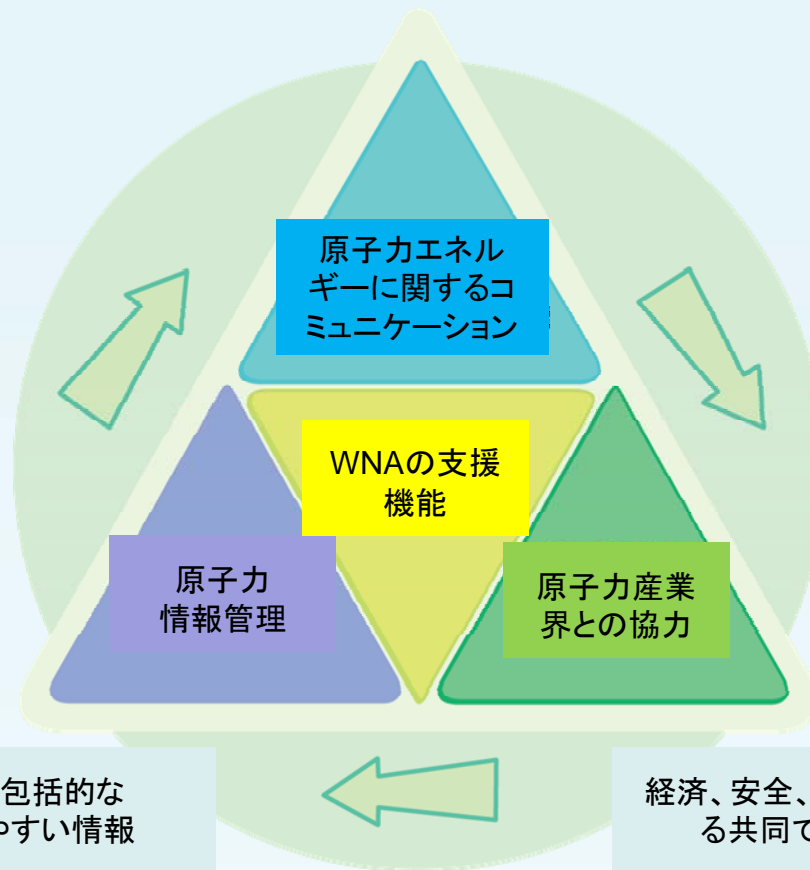 原子力エネル
ギーに関するコ
ミュニケーション
WNAの支援
機能
原子力
情報管理
原子力産業
界との協力
包括的な
やすい情報
経済、安全、
る共同て